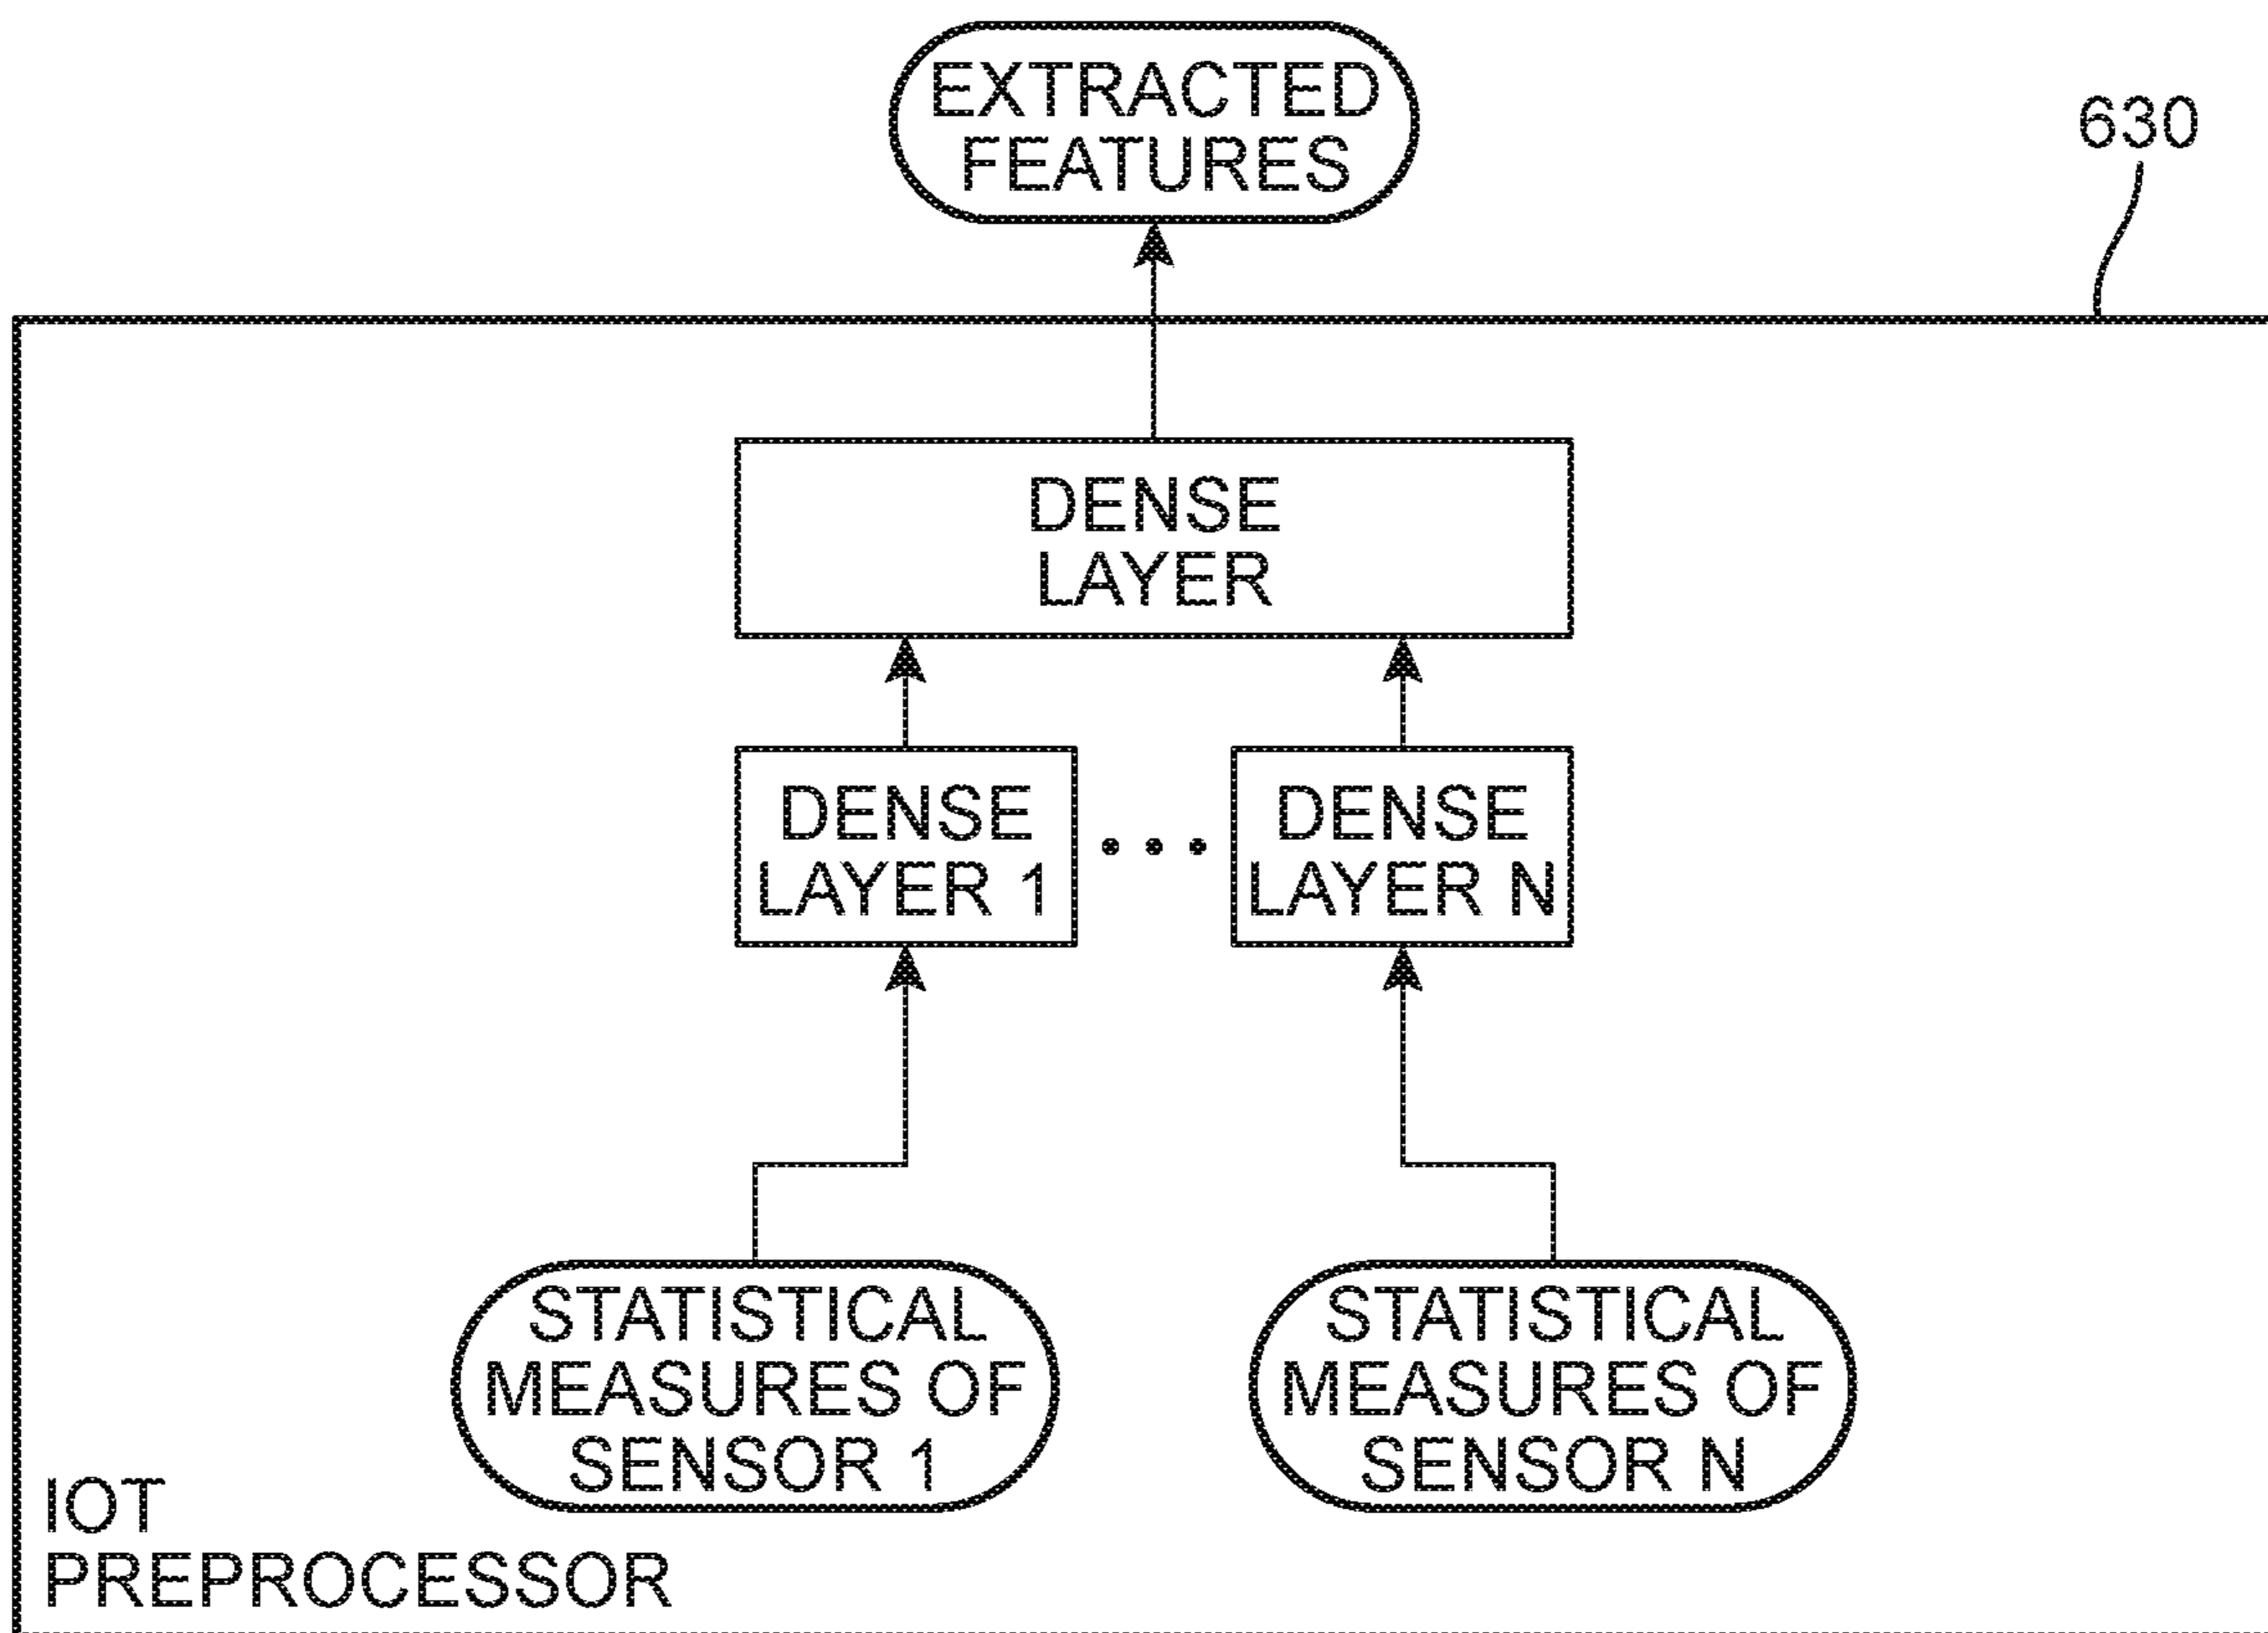 EXTRACTED
FEATURES
630
DENSE
LAYER
DENSE
LAYER 1
DENSE
LAYER N
STATISTICAL
MEASURES OF
SENSOR 1
STATISTICAL
MEASURES OF
SENSOR N
IOT
PREPROCESSOR